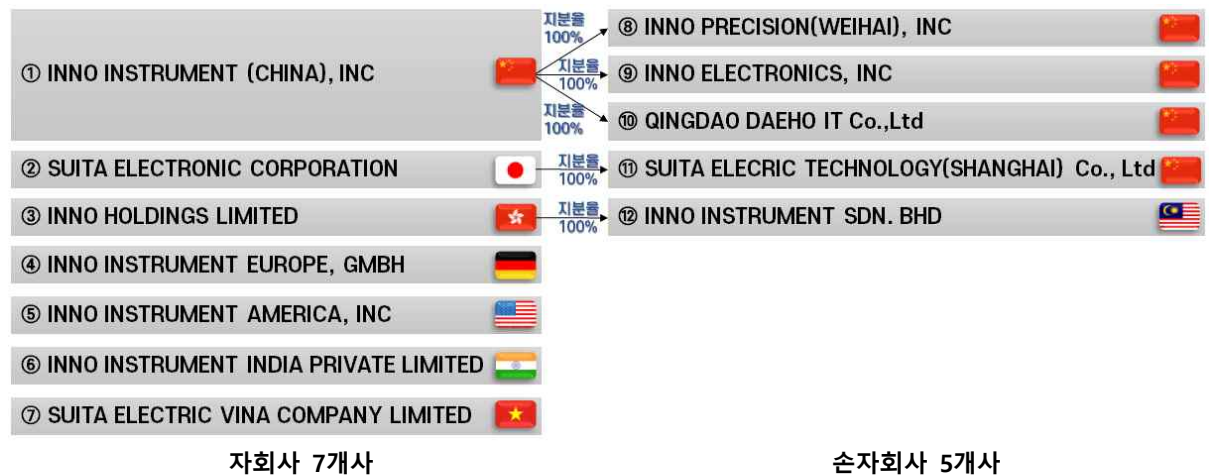 ① INNO INSTRUMENT (CHINA), INC
지분율
100%
⑧ INNO PRECISION(WEIHAI), INC
지분율
100%
⑨ INNO ELECTRONICS, INC
지분율
100%
⑩ QINGDAO DAEHO IT Co.,Ltd
② SUITA ELECTRONIC CORPORATION
지분율
100%
⑪ SUITA ELECRIC TECHNOLOGY(SHANGHAI) Co., Ltd
③ INNO HOLDINGS LIMITED
지분율
100%
⑫ INNO INSTRUMENT SDN. BHD
④ INNO INSTRUMENT EUROPE, GMBH
⑤ INNO INSTRUMENT AMERICA, INC
⑥ INNO INSTRUMENT INDIA PRIVATE LIMITED
⑦ SUITA ELECTRIC VINA COMPANY LIMITED
자회사 7개사
손자회사 5개사